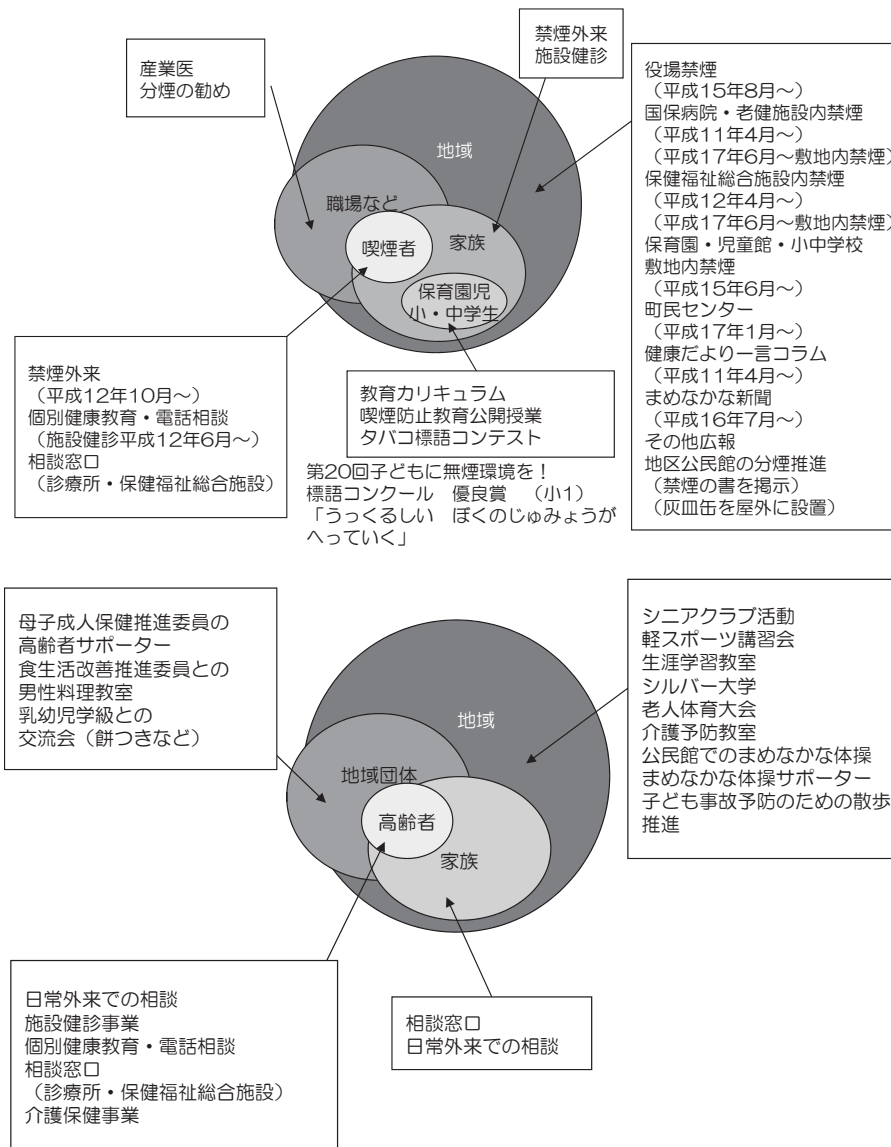 産業医
分煙の勧め
禁煙外来
施設健診
役場禁煙
(平成15年8月~)
国保病院・老健施設内禁煙
(平成11年4月~)
(平成17年6月~敷地内禁煙)
保健福祉総合施設内禁煙
(平成12年4月~)
(平成17年6月~敷地内禁煙)
保育園・児童館・小中学校
敷地内禁煙
(平成15年6月~)
町民センター
(平成17年1月~)
健康だより一言コラム
(平成11年4月~)
まめなかな新聞
(平成16年7月~)
その他広報
地区公民館の分煙推進
(禁煙の書を掲示)
(灰皿缶を屋外に設置)
地域
職場など
喫煙者
家族
保育園児
小・中学生
禁煙外来
(平成12年10月~)
個別健康教育・電話相談
(施設健診平成12年6月~)
相談窓口
(診療所・保健福祉総合施設)
教育カリキュラム
喫煙防止教育公開授業
タバコ標語コンテスト
第20回子どもに無煙環境を!
標語コンクール 優良賞 (小1)
「うっくるしい ぼくのじゅみょうが
へっていく」
母子成人保健推進委員の
高齢者サポーター
食生活改善推進委員との
男性料理教室
乳幼児学級との
交流会(餅つきなど)
地域
地域団体
高齢者
家族
シニアクラブ活動
軽スポーツ講習会
生涯学習教室
シルバー大学
老人体育大会
介護予防教室
公民館でのまめなかな体操
まめなかな体操サポーター
子ども事故予防のための散歩
推進
日常外来での相談
施設健診事業
個別健康教育・電話相談
相談窓口
(診療所・保健福祉総合施設)
介護保健事業
相談窓口
日常外来での相談